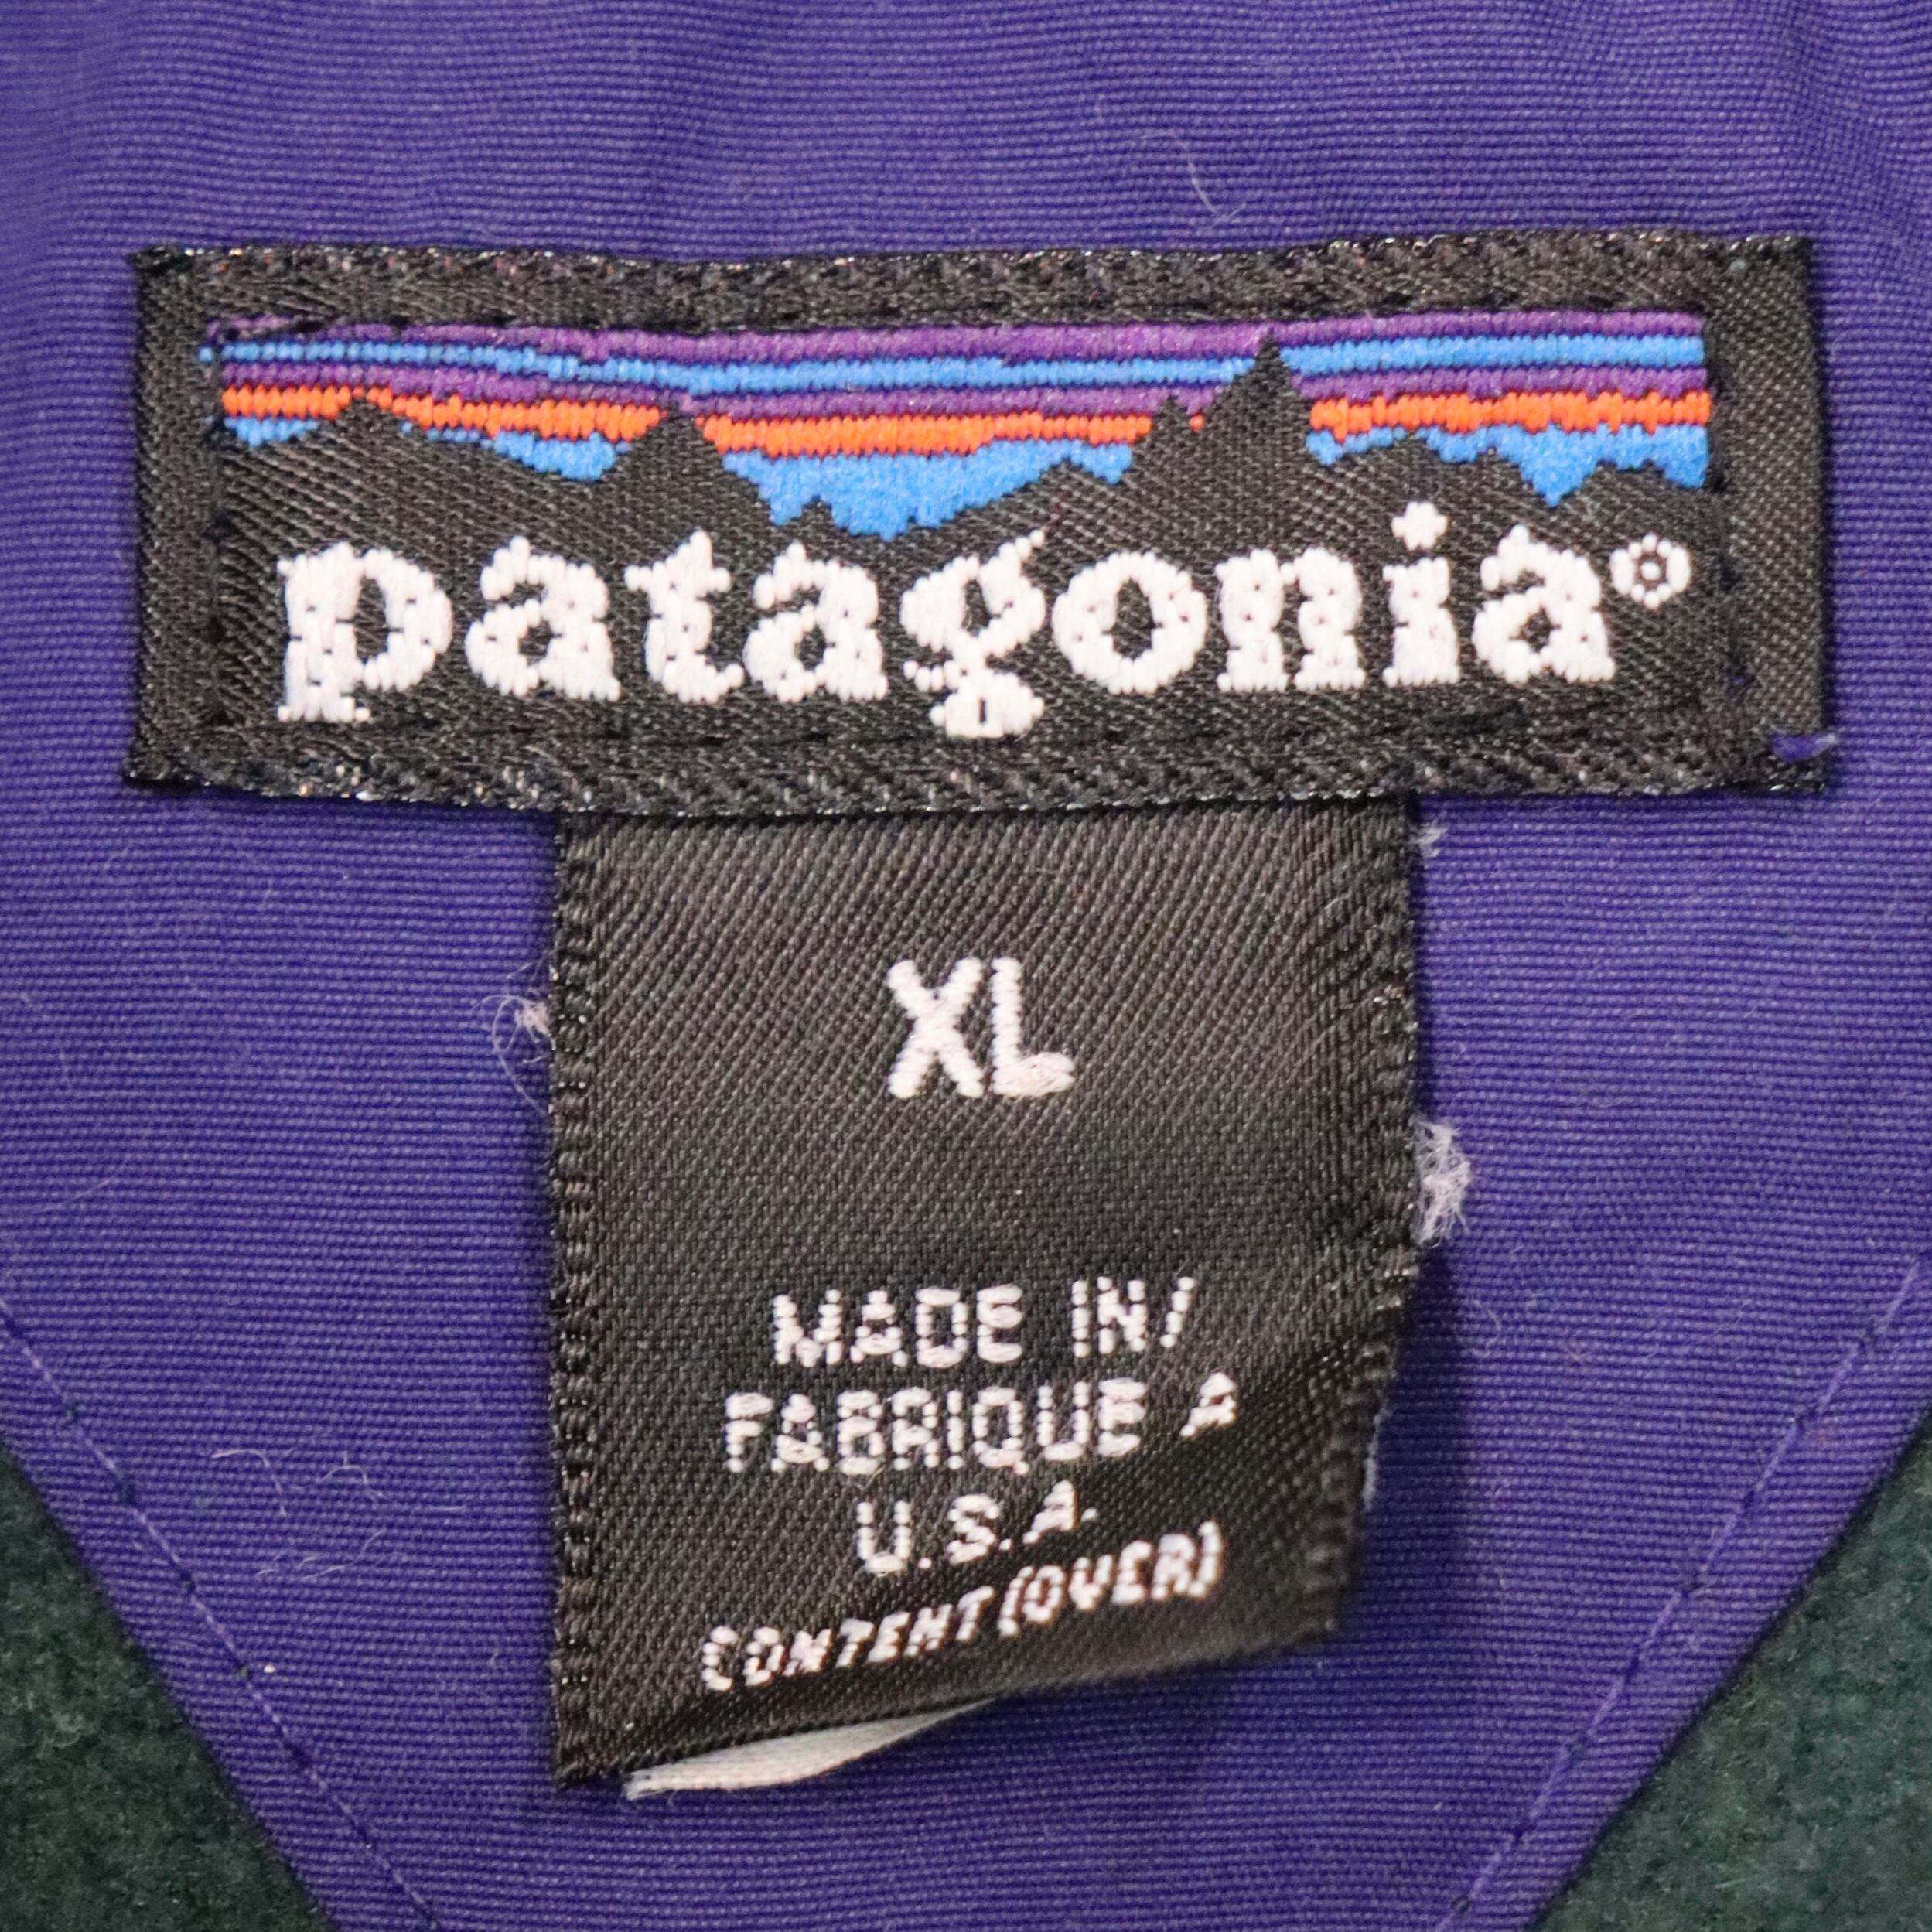 patagonia®
XL
MADE IN/
FABRIQUE A
U.S.A.
CONTENT (OVER)